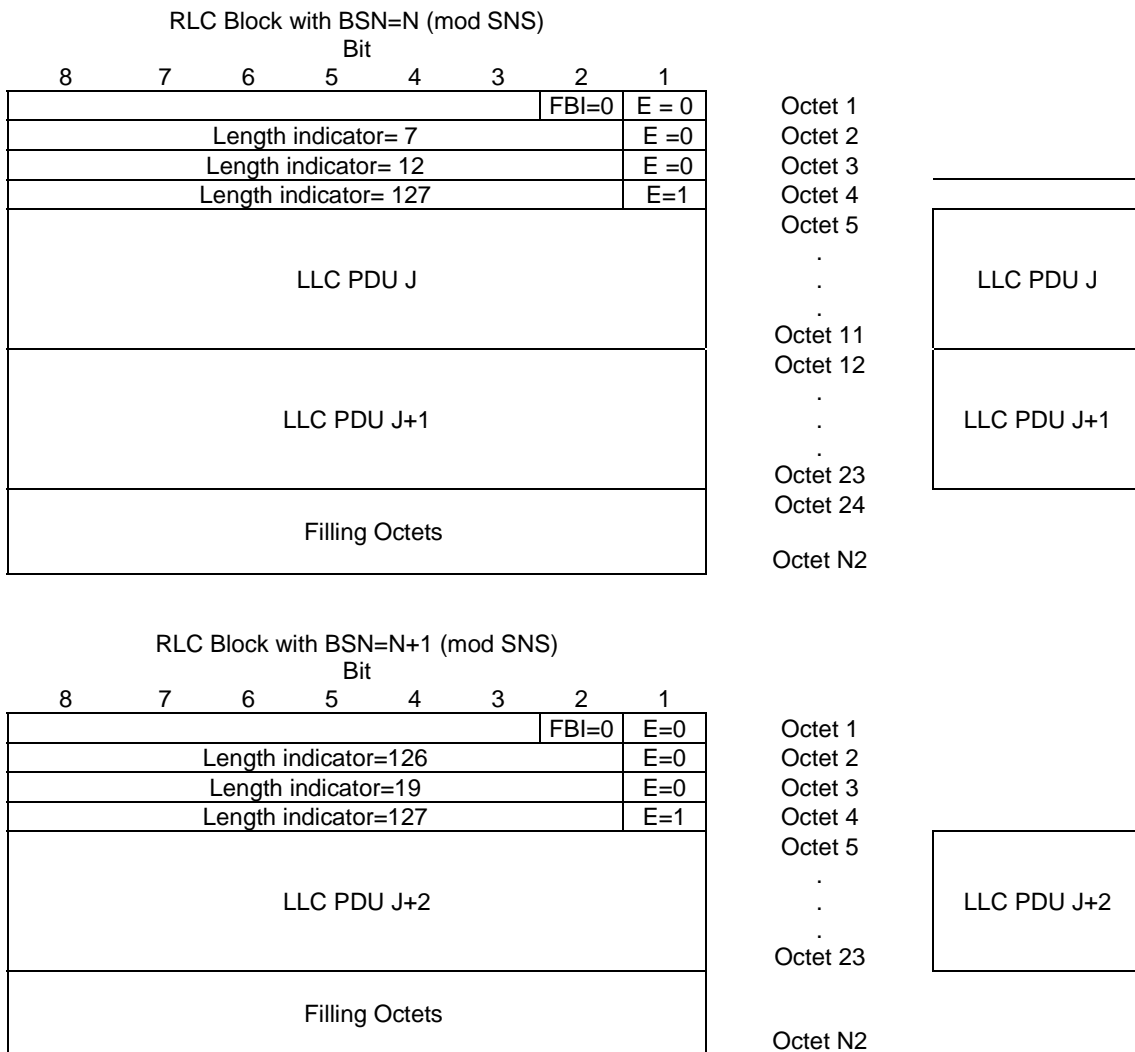 RLC Block with BSN=N (mod SNS)
Bit
8 7 6 5 4 3 2 1
FBI=0 E = 0 Octet 1
Length indicator= 7 E =0 Octet 2
Length indicator= 12 E =0 Octet 3
Length indicator= 127 E=1 Octet 4
Octet 5
.
LLC PDU J . LLC PDU J
.
Octet 11
Octet 12
.
LLC PDU J+1 . LLC PDU J+1
.
Octet 23
Octet 24
Filling Octets
Octet N2
RLC Block with BSN=N+1 (mod SNS)
Bit
8 7 6 5 4 3 2 1
FBI=0 E=0 Octet 1
Length indicator=126 E=0 Octet 2
Length indicator=19 E=0 Octet 3
Length indicator=127 E=1 Octet 4
Octet 5
.
LLC PDU J+2 . LLC PDU J+2
.
Octet 23
Filling Octets
Octet N2